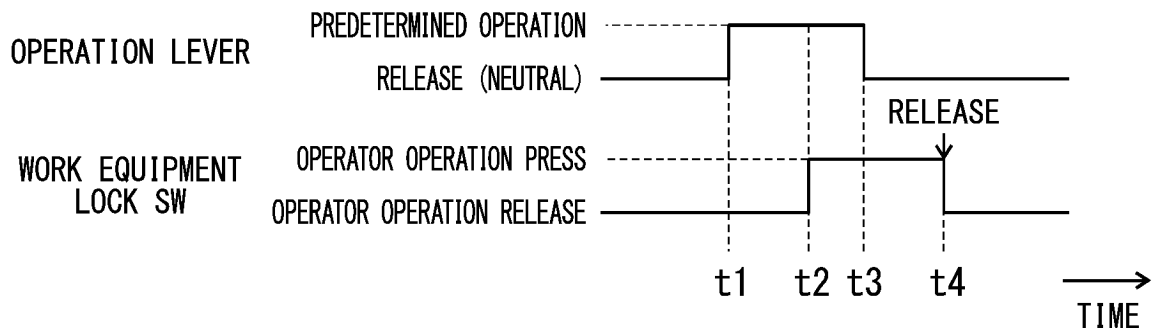 OPERATION LEVER
PREDETERMINED OPERATION
RELEASE (NEUTRAL)
RELEASE
WORK EQUIPMENT
LOCK SW
OPERATOR OPERATION PRESS
OPERATOR OPERATION RELEASE
t1 t2 t3 t4
TIME